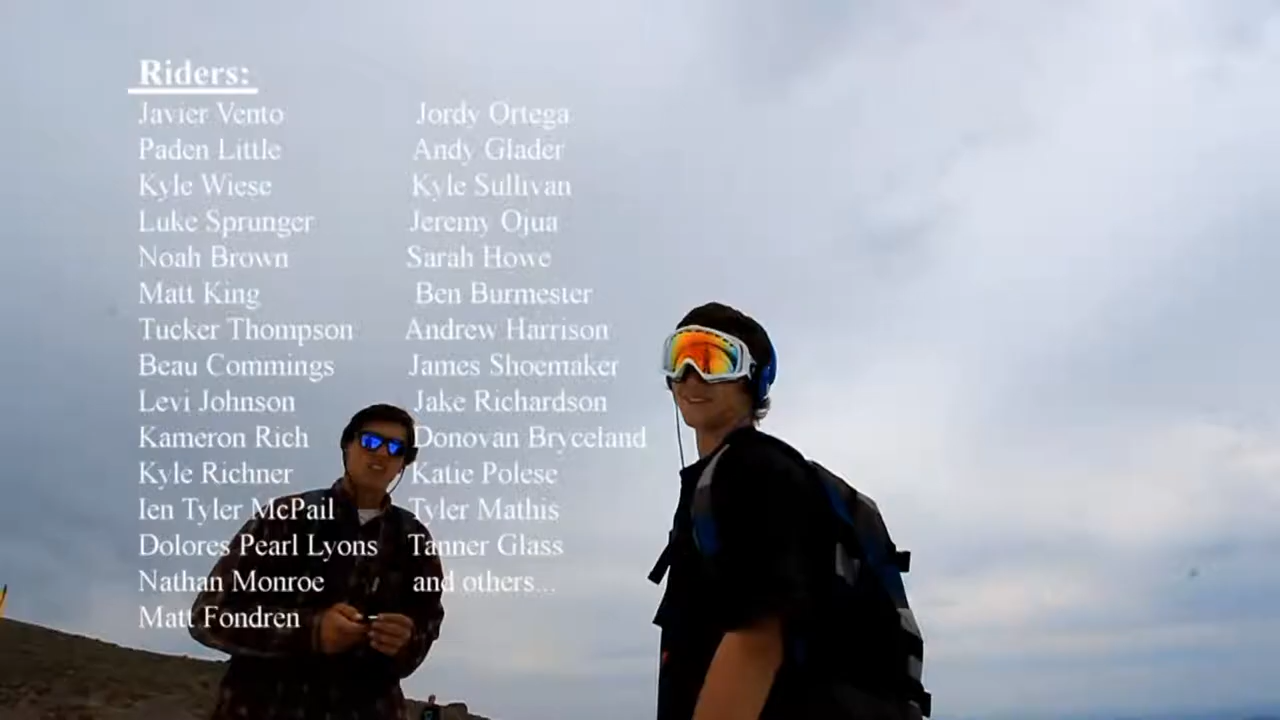 Riders:
Javier Vento
Paden Little
Kyle Wiese
Luke Sprunger
Noah Brown
Matt King
Tucker Thompson
Beau Commings
Levi Johnson
Kameron Rich
Kyle Richner
Ien Tyler McPail
Dolores Pearl Lyons
Nathan Monroe
Matt Fondren
Jordy Ortega
Andy Glader
Kyle Sullivan
Jeremy Ojua
Sarah Howe
Ben Burmester
Andrew Harrison
James Shoemaker
Jake Richardson
Donovan Bryceland
Katie Polese
Tyler Mathis
Tanner Glass
and others...